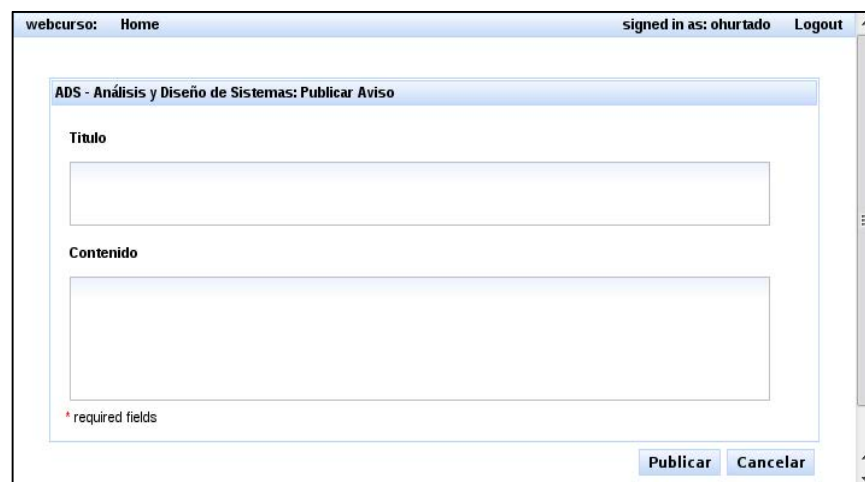 webcurso: Home signed in as: ohurtado Logout
ADS - Análisis y Diseño de Sistemas: Publicar Aviso
Titulo
Contenido
* required fields
Publicar Cancelar